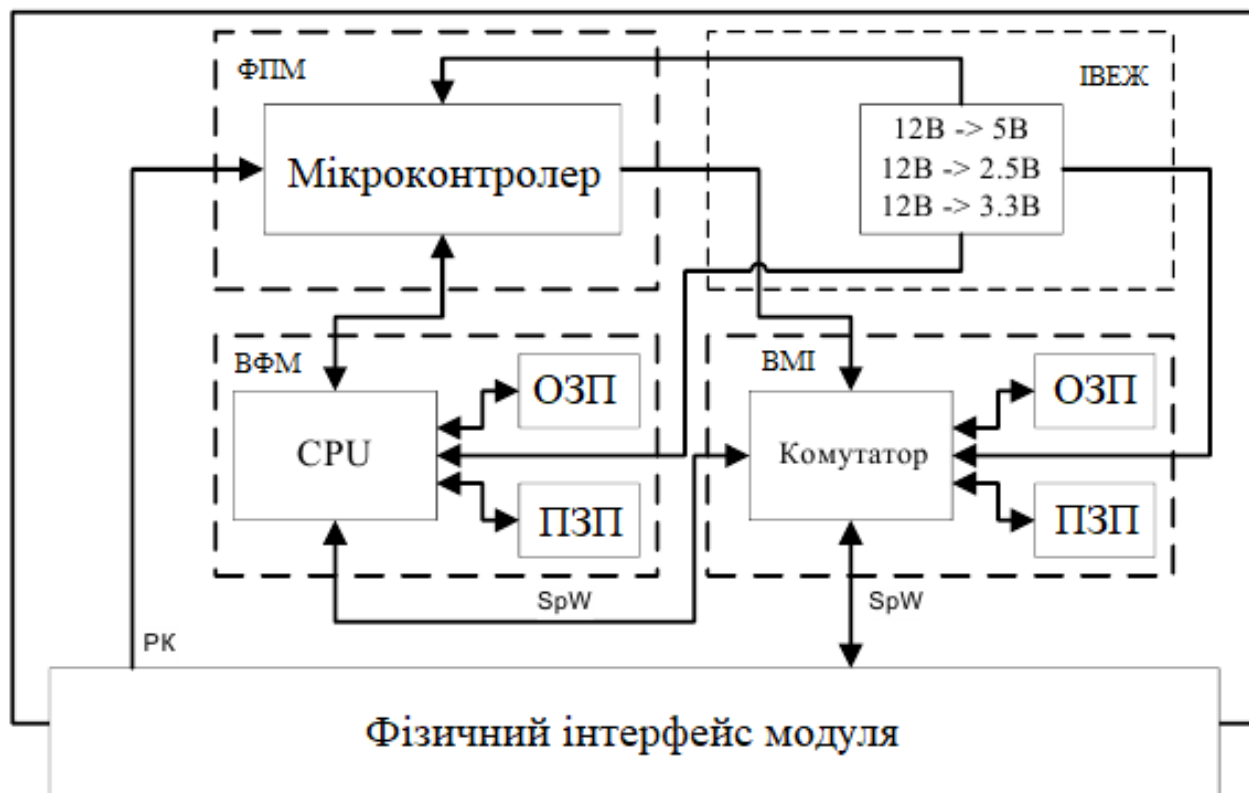 ФПМ
ІВЕЖ
Мікроконтролер
12В -> 5В
12В -> 2.5В
12В -> 3.3В
ВФМ
ОЗП
CPU
ПЗП
ВМІ
ОЗП
Комутатор
ПЗП
SpW
SpW
РК
Фізичний інтерфейс модуля